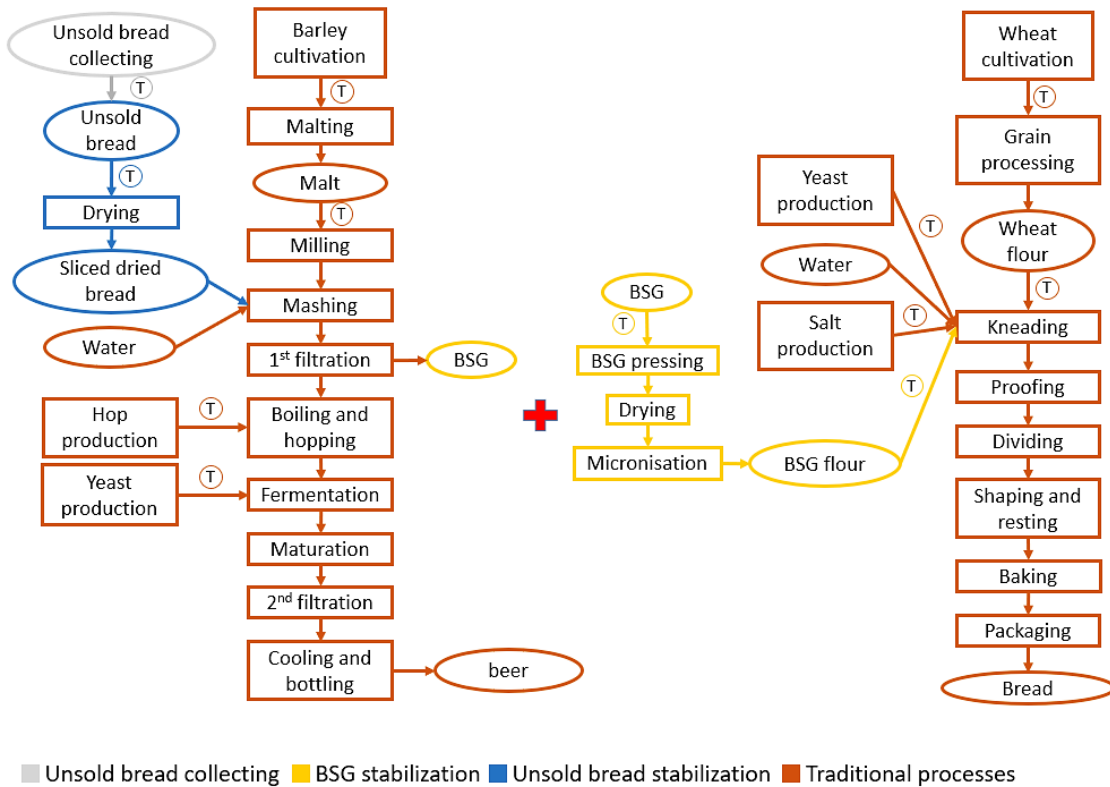 Unsold bread
collecting
T
Unsold
bread
T
Drying
Sliced dried
bread
Water
Barley
cultivation
T
Malting
Malt
T
Milling
Mashing
1st filtration
BSG
Hop
production
T
Boiling and
hopping
Yeast
production
T
Fermentation
Maturation
2nd filtration
Cooling and
bottling
beer
BSG
T
BSG pressing
Drying
Micronisation
BSG flour
T
Yeast
production
T
Water
Salt
production
T
Wheat
cultivation
T
Grain
processing
Wheat
flour
T
Kneading
Proofing
Dividing
Shaping and
resting
Baking
Packaging
Bread
Unsold bread collecting
BSG stabilization
Unsold bread stabilization
Traditional processes